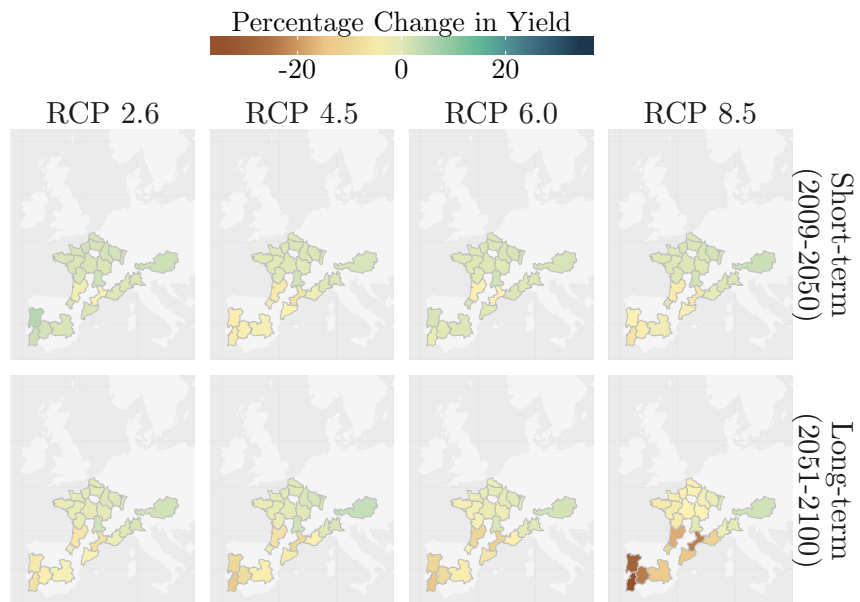 Percentage Change in Yield
-20 0 20
RCP 2.6 RCP 4.5 RCP 6.0 RCP 8.5
Short-term
(2009-2050)
Long-term
(2051-2100)